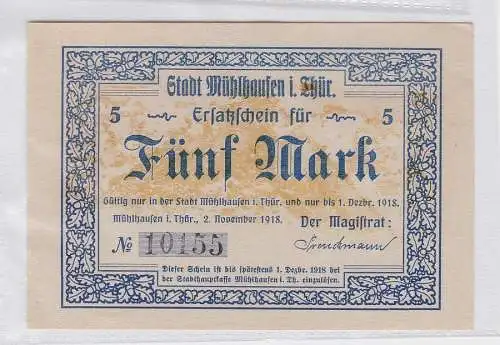 Stadt Mühlhausen i. Thür.
5 Ersatzschein für 5
Fünf Mark
Gültig nur in der Stadt Mühlhausen i. Thür. und nur bis 1. Dezbr. 1918.
Mühlhausen i. Thür., 2. November 1918. Der Magistrat:
№ 10155
Dieser Schein ist bis spätestens 1. Dezbr. 1918 bei
der Stadthauptkasse Mühlhausen i. Th. einzulösen.